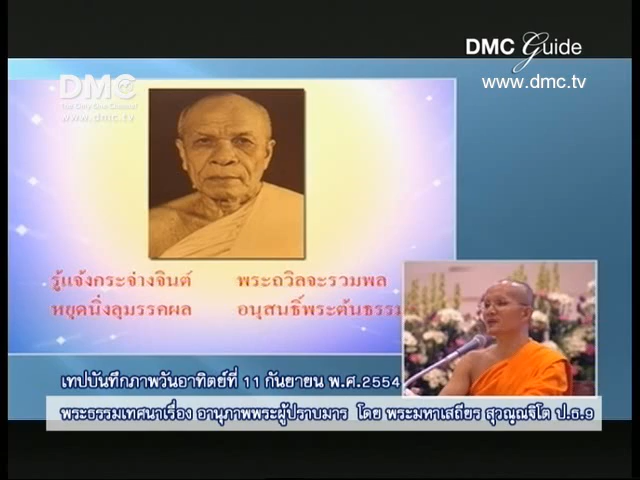 DMC Guide
www.dmc.tv
DMC
The Only One Channel
www.dmc.tv
รู้แจ้งกระจ่างจินต์ พระถวิลจะรวมพล
หยุดนิ่งลุมรรคผล อนุสนธิ์พระต้นธรรม
เทปบันทึกภาพวันอาทิตย์ที่ 11 กันยายน พ.ศ.2554
พระธรรมเทศนาเรื่อง อานุภาพพระผู้ปราบมาร โดย พระมหาเสถียร สุวณฺณฐิโต ป.ธ.9